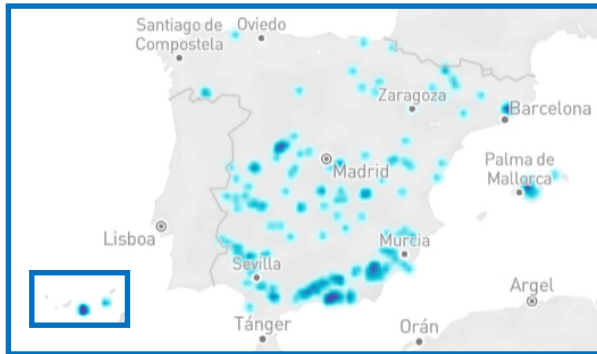 Santiago de
Compostela
Oviedo
Zaragoza
Barcelona
Madrid
Palma de
Mallorca
Lisboa
Murcia
Sevilla
Argel
Tánger
Orán